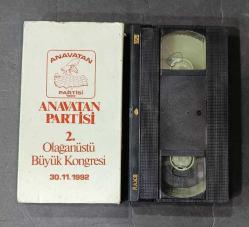 ANAVATAN
PARTİSİ
ANAVATAN
PARTİSİ
2.
Olağanüstü
Büyük Kongresi
30.11.1992